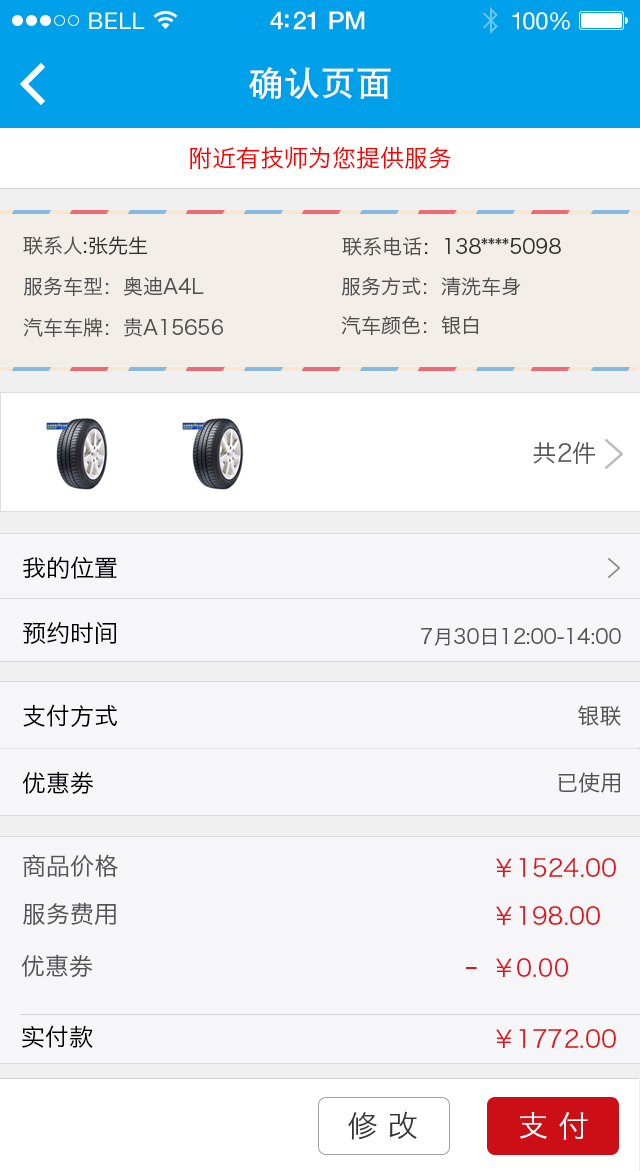 BELL 4:21 PM 100%
确认页面
附近有技师为您提供服务
联系人:张先生 联系电话：138****5098
服务车型：奥迪A4L 服务方式：清洗车身
汽车车牌：贵A15656 汽车颜色：银白
共2件
我的位置
预约时间 7月30日12:00-14:00
支付方式 银联
优惠劵 已使用
商品价格 ￥1524.00
服务费用 ￥198.00
优惠劵 - ￥0.00
实付款 ￥1772.00
修改 支付